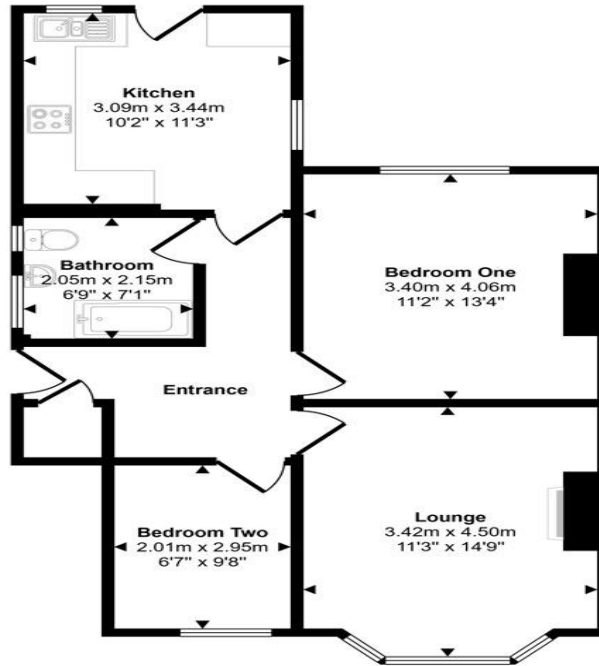 Kitchen
3.09m x 3.44m
10'2" x 11'3"
Bathroom
2.05m x 2.15m
6'9" x 7'1"
Bedroom One
3.40m x 4.06m
11'2" x 13'4"
Entrance
Bedroom Two
2.01m x 2.95m
6'7" x 9'8"
Lounge
3.42m x 4.50m
11'3" x 14'9"